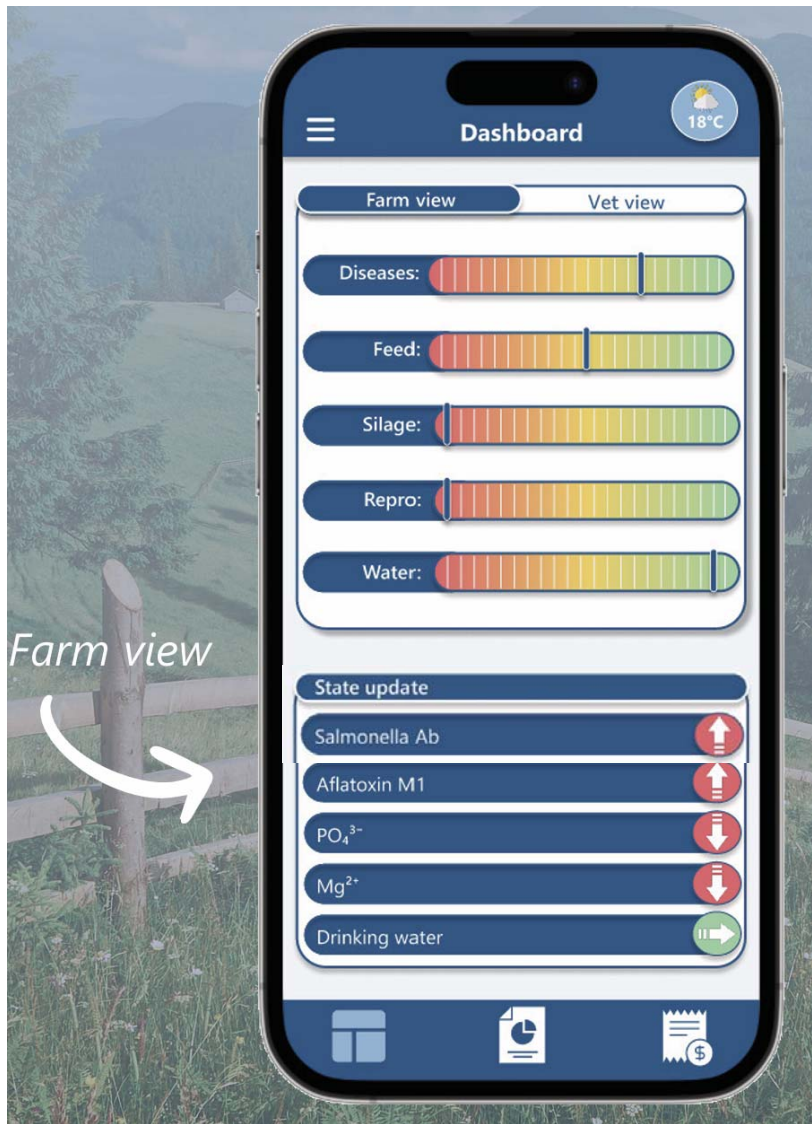 Dashboard
18°C
Farm view
Vet view
Diseases:
Feed:
Silage:
Repro:
Water:
Farm view
State update
Salmonella Ab
Aflatoxin M1
PO₄³⁻
Mg²⁺
Drinking water
$